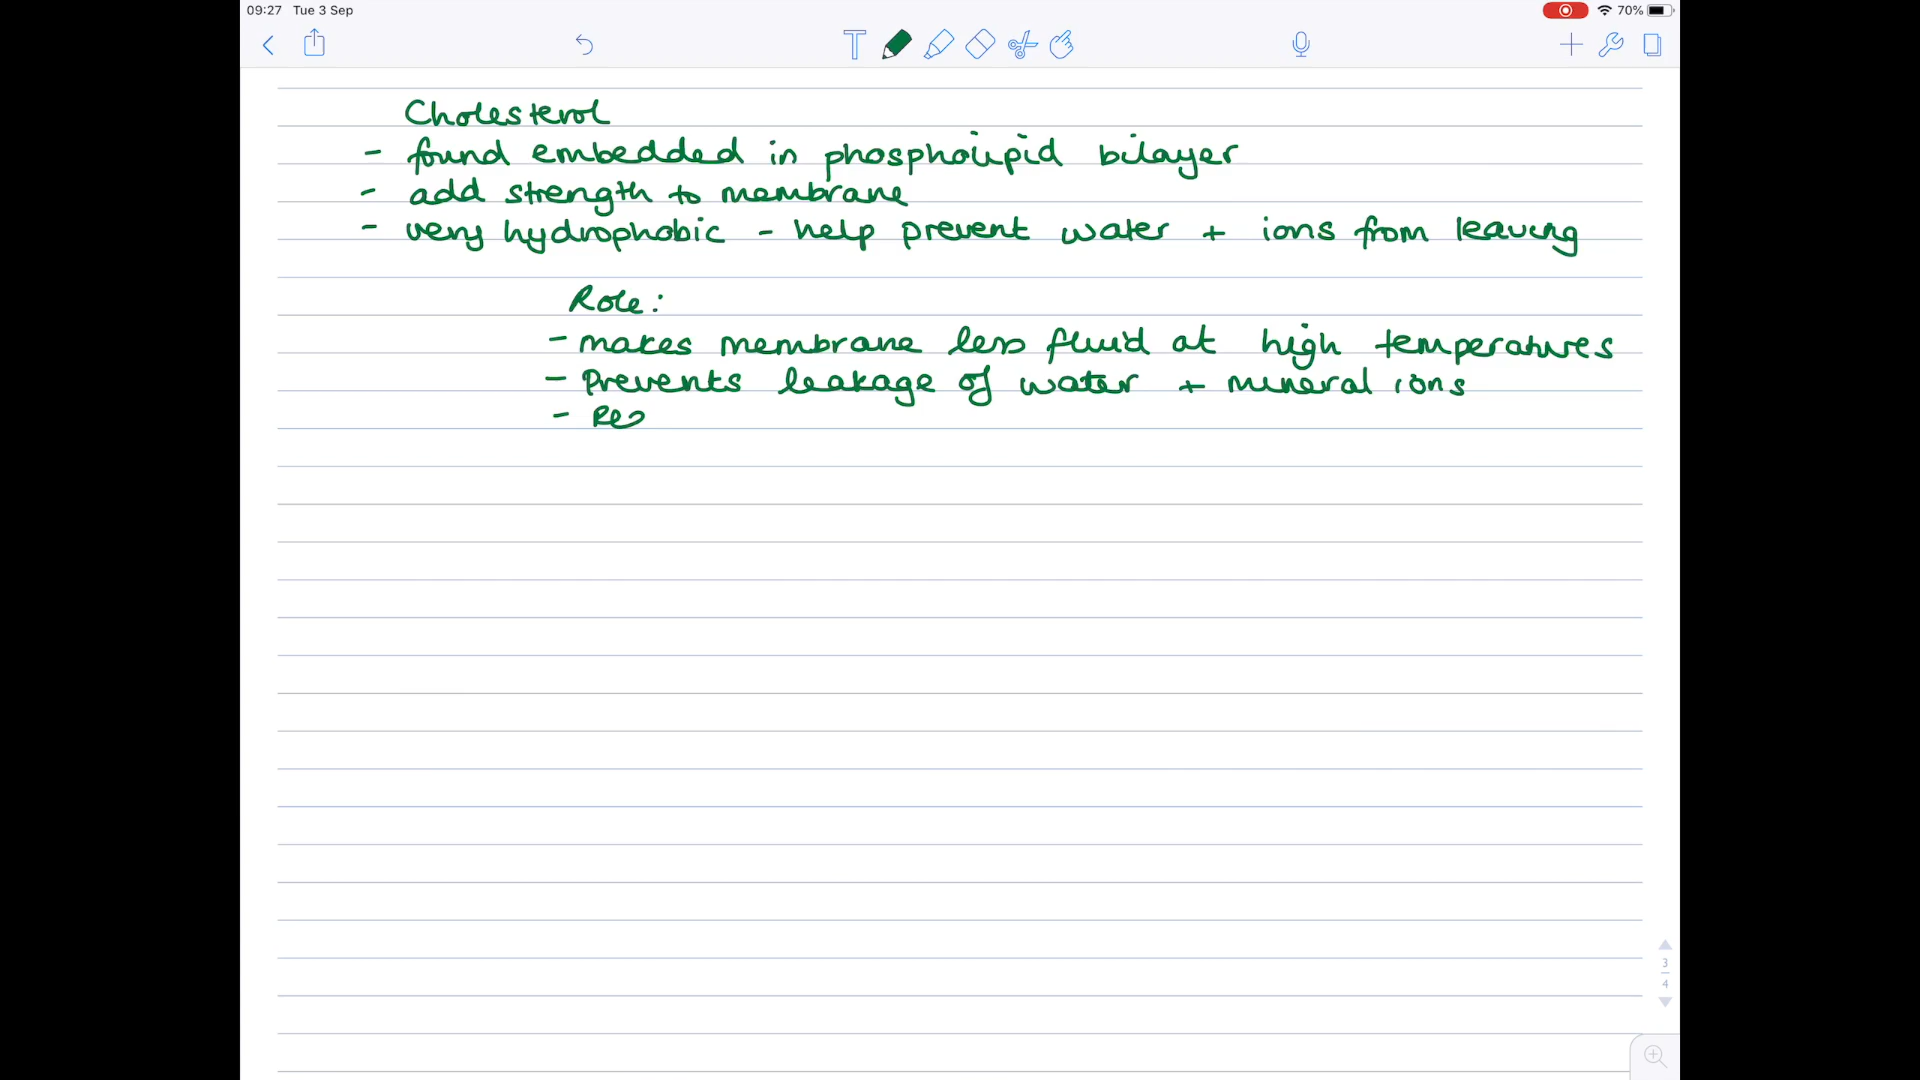 09:27 Tue 3 Sep 70%
T
Cholesterol
- found embedded in phospholipid bilayer
- add strength to membrane
- very hydrophobic - help prevent water + ions from leaving
Role:
- makes membrane less fluid at high temperatures
- Prevents leakage of water + mineral ions
- Res
3
4